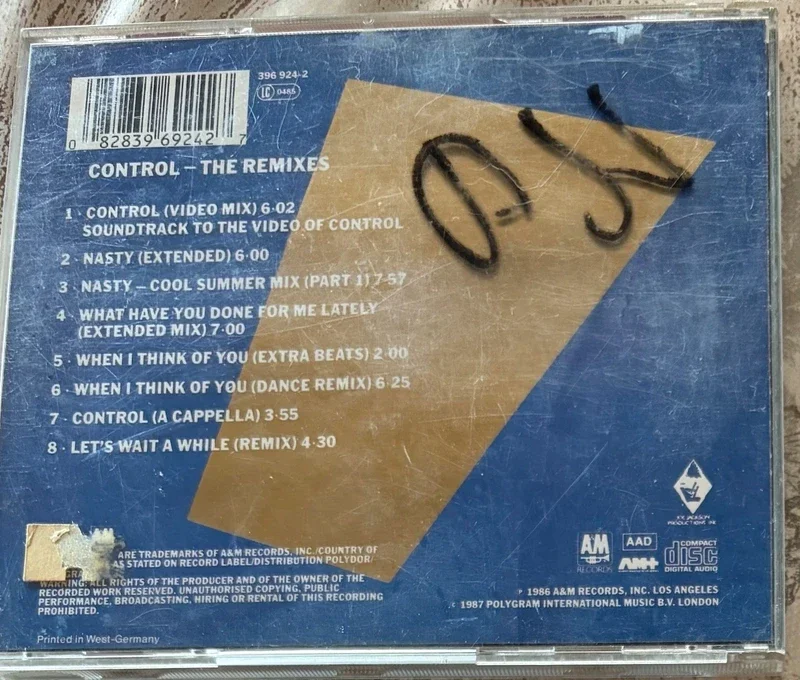 396 924-2
LC 0485
0 82839 69242 7
CONTROL – THE REMIXES
1 · CONTROL (VIDEO MIX) 6·02
SOUNDTRACK TO THE VIDEO OF CONTROL
2 · NASTY (EXTENDED) 6·00
3 · NASTY – COOL SUMMER MIX (PART 1) 7·57
4 · WHAT HAVE YOU DONE FOR ME LATELY
(EXTENDED MIX) 7·00
5 · WHEN I THINK OF YOU (EXTRA BEATS) 2·00
6 · WHEN I THINK OF YOU (DANCE REMIX) 6·25
7 · CONTROL (A CAPPELLA) 3·55
8 · LET'S WAIT A WHILE (REMIX) 4·30
JOE JACKSON
PRODUCTIONS INC
ARE TRADEMARKS OF A&M RECORDS, INC./COUNTRY OF
AS STATED ON RECORD LABEL/DISTRIBUTION POLYDOR/
WARNING: ALL RIGHTS OF THE PRODUCER AND OF THE OWNER OF THE
RECORDED WORK RESERVED. UNAUTHORISED COPYING, PUBLIC
PERFORMANCE, BROADCASTING, HIRING OR RENTAL OF THIS RECORDING
PROHIBITED.
A&M
RECORDS
AAD
AM+
COMPACT
disc
DIGITAL AUDIO
℗ 1986 A&M RECORDS, INC. LOS ANGELES
© 1987 POLYGRAM INTERNATIONAL MUSIC B.V. LONDON
Printed in West-Germany